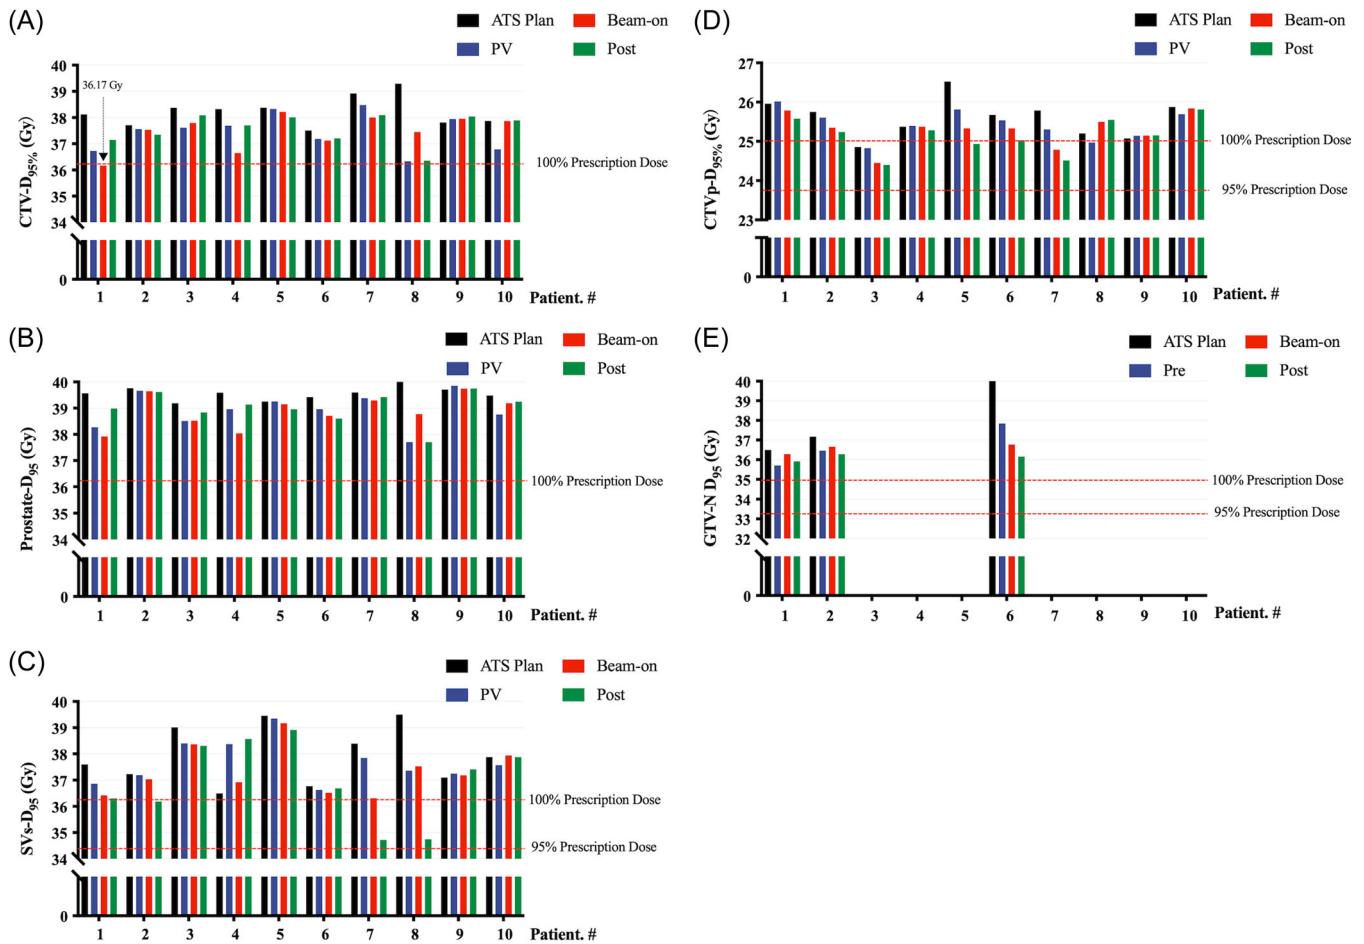 (A)
ATS Plan
Beam-on
PV
Post
CTV-D95% (Gy)
40
39
38
37
36
35
34
0
36.17 Gy
100% Prescription Dose
1 2 3 4 5 6 7 8 9 10 Patient. #
(B)
ATS Plan
Beam-on
PV
Post
Prostate-D95 (Gy)
40
39
38
37
36
35
34
0
100% Prescription Dose
1 2 3 4 5 6 7 8 9 10 Patient. #
(C)
ATS Plan
Beam-on
PV
Post
SVs-D95 (Gy)
40
39
38
37
36
35
34
0
100% Prescription Dose
95% Prescription Dose
1 2 3 4 5 6 7 8 9 10 Patient. #
(D)
ATS Plan
Beam-on
PV
Post
CTVp-D95% (Gy)
27
26
25
24
23
0
100% Prescription Dose
95% Prescription Dose
1 2 3 4 5 6 7 8 9 10 Patient. #
(E)
ATS Plan
Beam-on
Pre
Post
GTV-N D95 (Gy)
40
39
38
37
36
35
34
33
32
0
100% Prescription Dose
95% Prescription Dose
1 2 3 4 5 6 7 8 9 10 Patient. #